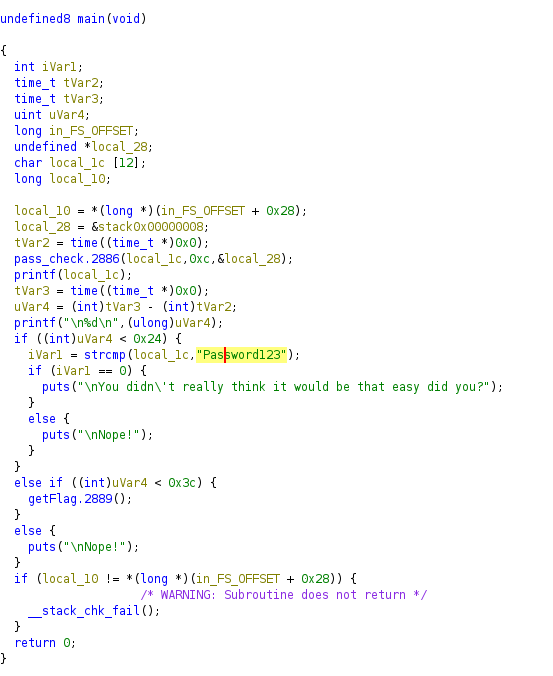 undefined8 main(void)
{
int iVar1;
time_t tVar2;
time_t tVar3;
uint uVar4;
long in_FS_OFFSET;
undefined *local_28;
char local_1c [12];
long local_10;
local_10 = *(long *)(in_FS_OFFSET + 0x28);
local_28 = &stack0x00000008;
tVar2 = time((time_t *)0x0);
pass_check.2886(local_1c,0xc,&local_28);
printf(local_1c);
tVar3 = time((time_t *)0x0);
uVar4 = (int)tVar3 - (int)tVar2;
printf("\n%d\n",(ulong)uVar4);
if ((int)uVar4 < 0x24) {
iVar1 = strcmp(local_1c,"Password123");
if (iVar1 == 0) {
puts("\nYou didn\'t really think it would be that easy did you?");
}
else {
puts("\nNope!");
}
}
else if ((int)uVar4 < 0x3c) {
getFlag.2889();
}
else {
puts("\nNope!");
}
if (local_10 != *(long *)(in_FS_OFFSET + 0x28)) {
/* WARNING: Subroutine does not return */
__stack_chk_fail();
}
return 0;
}